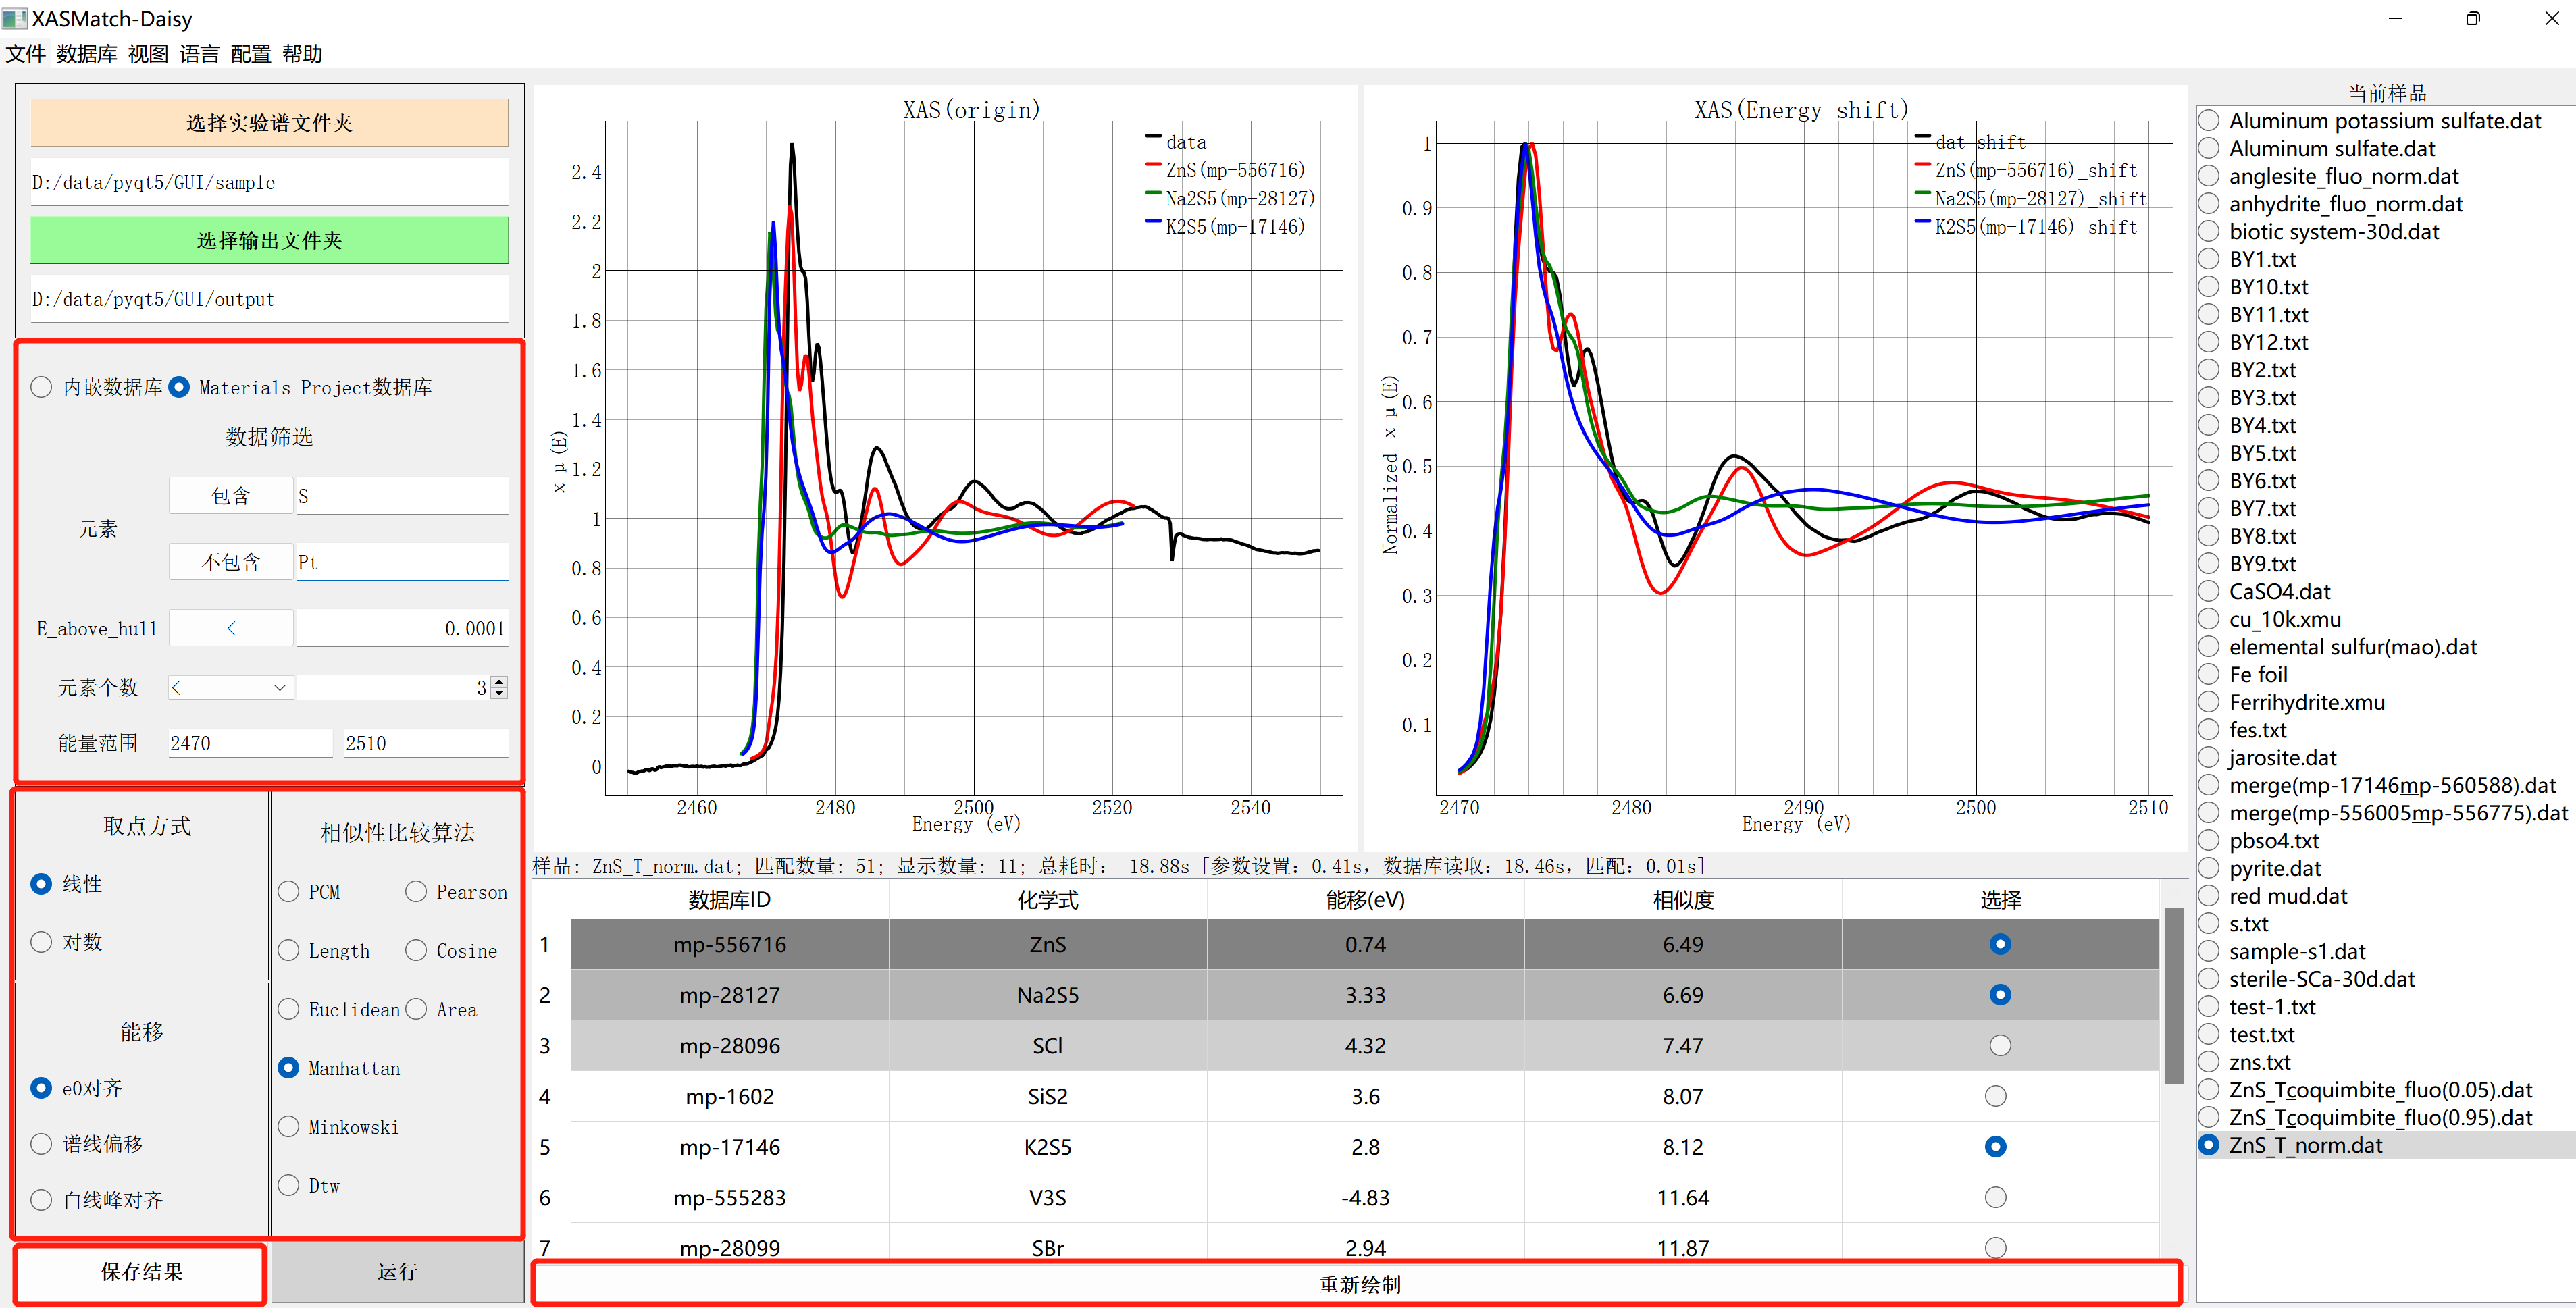 XASMatch-Daisy
文件 数据库 视图 语言 配置 帮助
选择实验谱文件夹
D:/data/pyqt5/GUI/sample
选择输出文件夹
D:/data/pyqt5/GUI/output
内嵌数据库 Materials Project数据库
数据筛选
元素
包含 S
不包含 Pt
E_above_hull < 0.0001
元素个数 < 3
能量范围 2470 -2510
取点方式
线性
对数
能移
e0对齐
谱线偏移
白线峰对齐
相似性比较算法
PCM Pearson
Length Cosine
Euclidean Area
Manhattan
Minkowski
Dtw
保存结果 运行
XAS(origin)
data
ZnS(mp-556716)
Na2S5(mp-28127)
K2S5(mp-17146)
x μ(E)
2.4
2.2
2
1.8
1.6
1.4
1.2
1
0.8
0.6
0.4
0.2
0
2460 2480 2500 2520 2540
Energy (eV)
XAS(Energy shift)
dat_shift
ZnS(mp-556716)_shift
Na2S5(mp-28127)_shift
K2S5(mp-17146)_shift
Normalized x μ(E)
1
0.9
0.8
0.7
0.6
0.5
0.4
0.3
0.2
0.1
2470 2480 2490 2500 2510
Energy (eV)
样品: ZnS_T_norm.dat; 匹配数量: 51; 显示数量: 11; 总耗时: 18.88s [参数设置: 0.41s, 数据库读取: 18.46s, 匹配: 0.01s]
数据库ID 化学式 能移(eV) 相似度 选择
1 mp-556716 ZnS 0.74 6.49
2 mp-28127 Na2S5 3.33 6.69
3 mp-28096 SCl 4.32 7.47
4 mp-1602 SiS2 3.6 8.07
5 mp-17146 K2S5 2.8 8.12
6 mp-555283 V3S -4.83 11.64
7 mp-28099 SBr 2.94 11.87
重新绘制
当前样品
Aluminum potassium sulfate.dat
Aluminum sulfate.dat
anglesite_fluo_norm.dat
anhydrite_fluo_norm.dat
biotic system-30d.dat
BY1.txt
BY10.txt
BY11.txt
BY12.txt
BY2.txt
BY3.txt
BY4.txt
BY5.txt
BY6.txt
BY7.txt
BY8.txt
BY9.txt
CaSO4.dat
cu_10k.xmu
elemental sulfur(mao).dat
Fe foil
Ferrihydrite.xmu
fes.txt
jarosite.dat
merge(mp-17146mp-560588).dat
merge(mp-556005mp-556775).dat
pbso4.txt
pyrite.dat
red mud.dat
s.txt
sample-s1.dat
sterile-SCa-30d.dat
test-1.txt
test.txt
zns.txt
ZnS_Tcoquimbite_fluo(0.05).dat
ZnS_Tcoquimbite_fluo(0.95).dat
ZnS_T_norm.dat